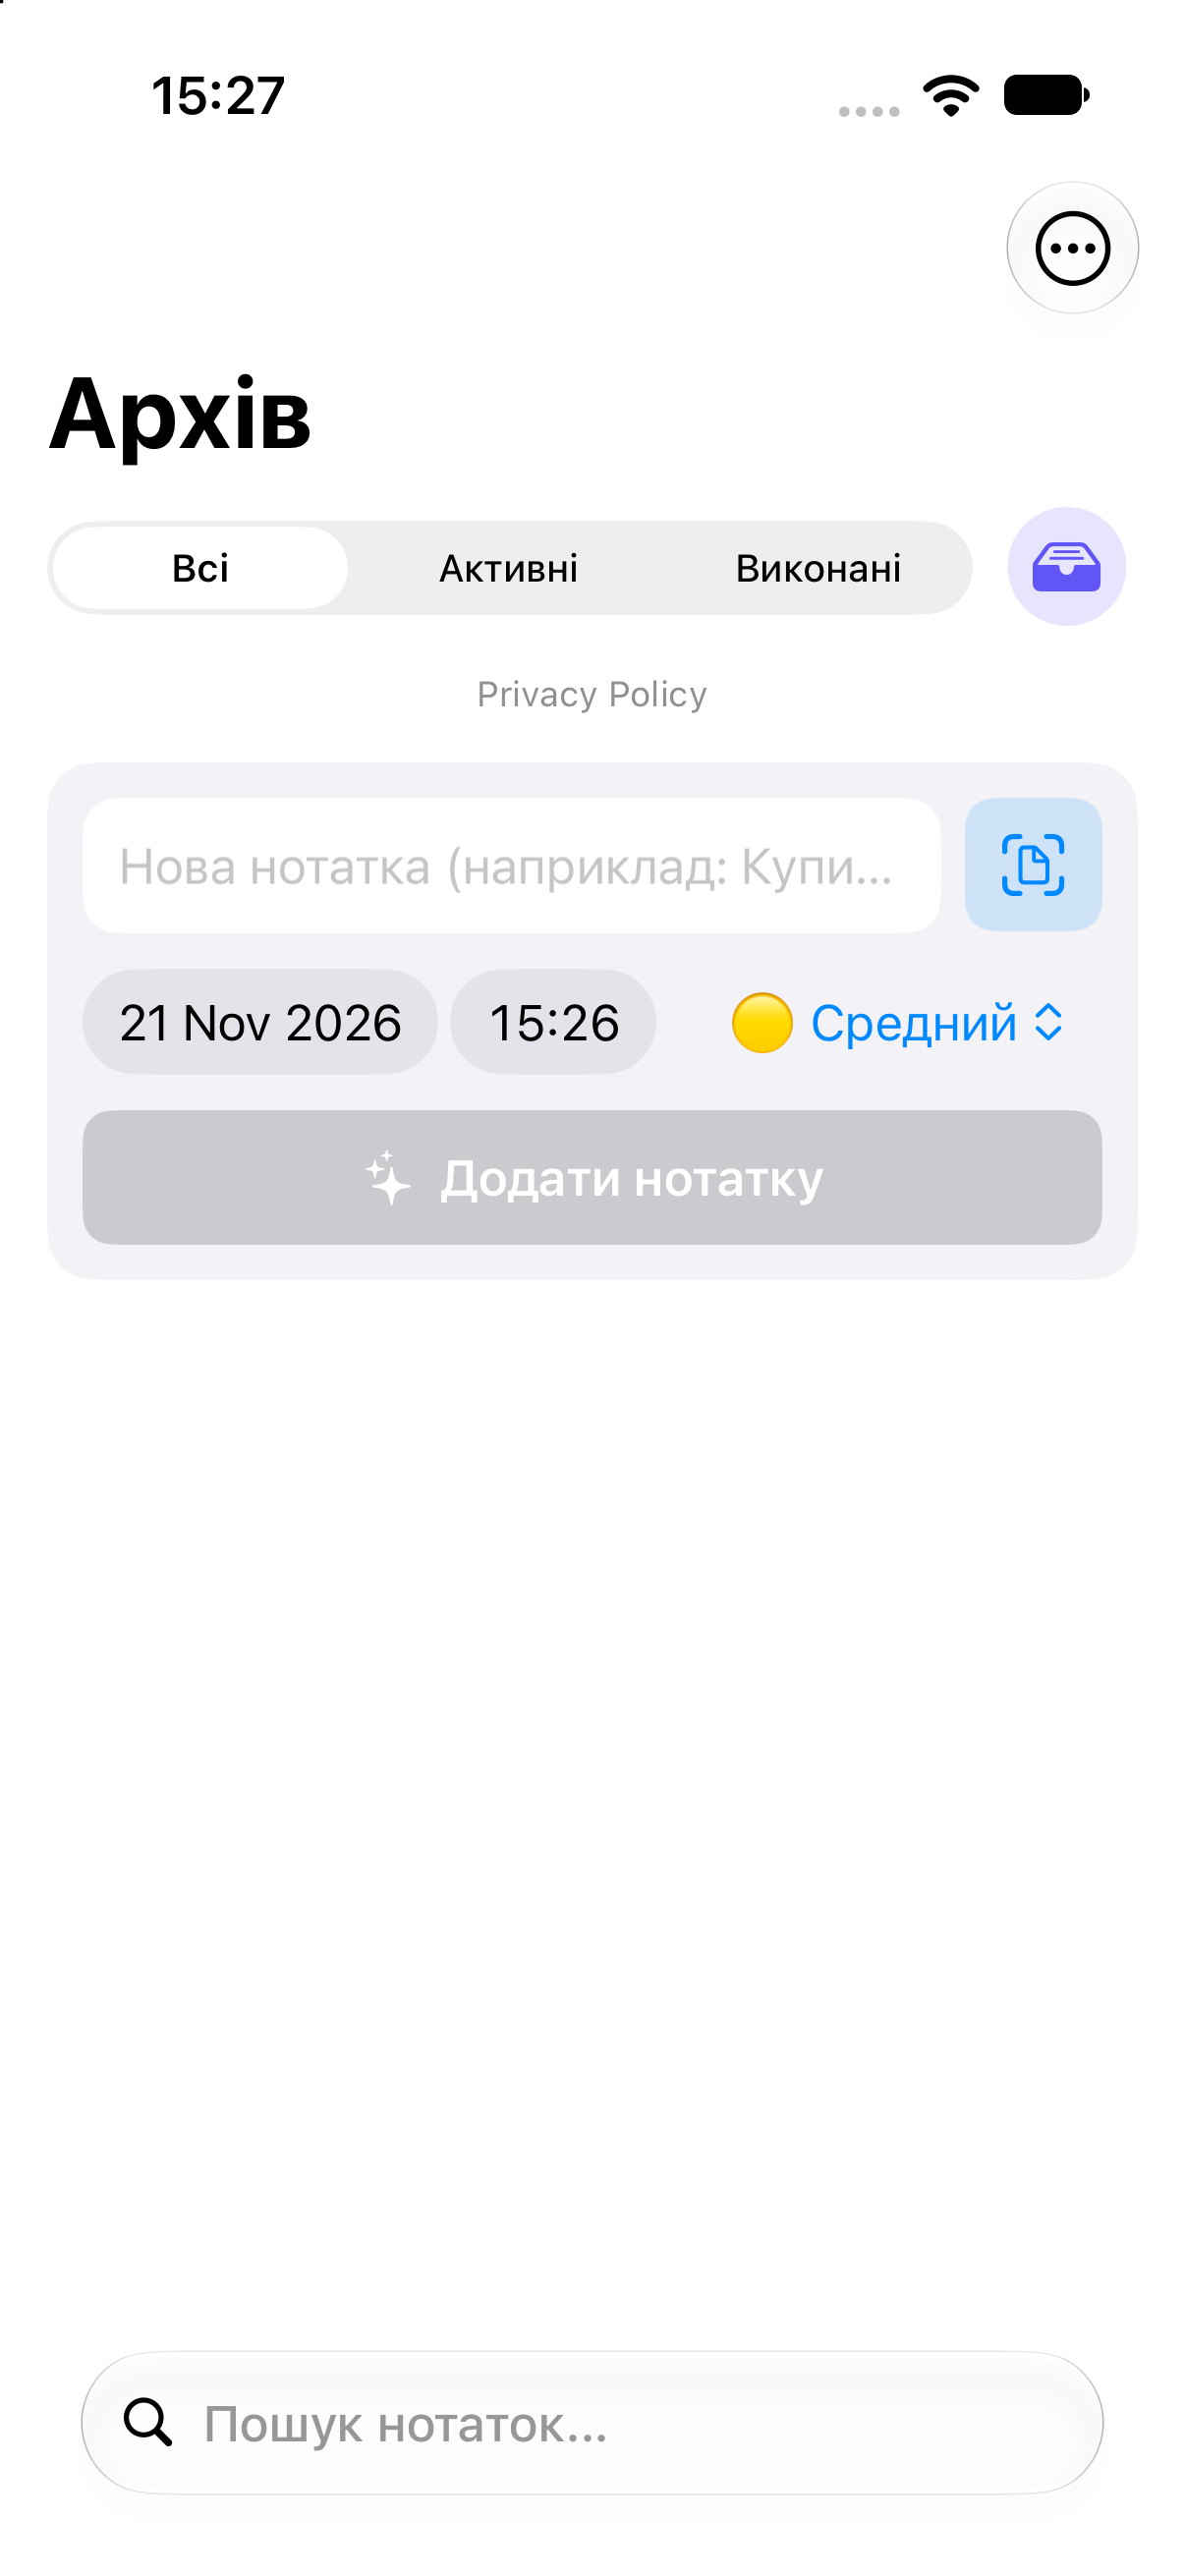 15:27
Архів
Всі Активні Виконані
Privacy Policy
Нова нотатка (наприклад: Купи...
21 Nov 2026 15:26 Средний
Додати нотатку
Пошук нотаток...